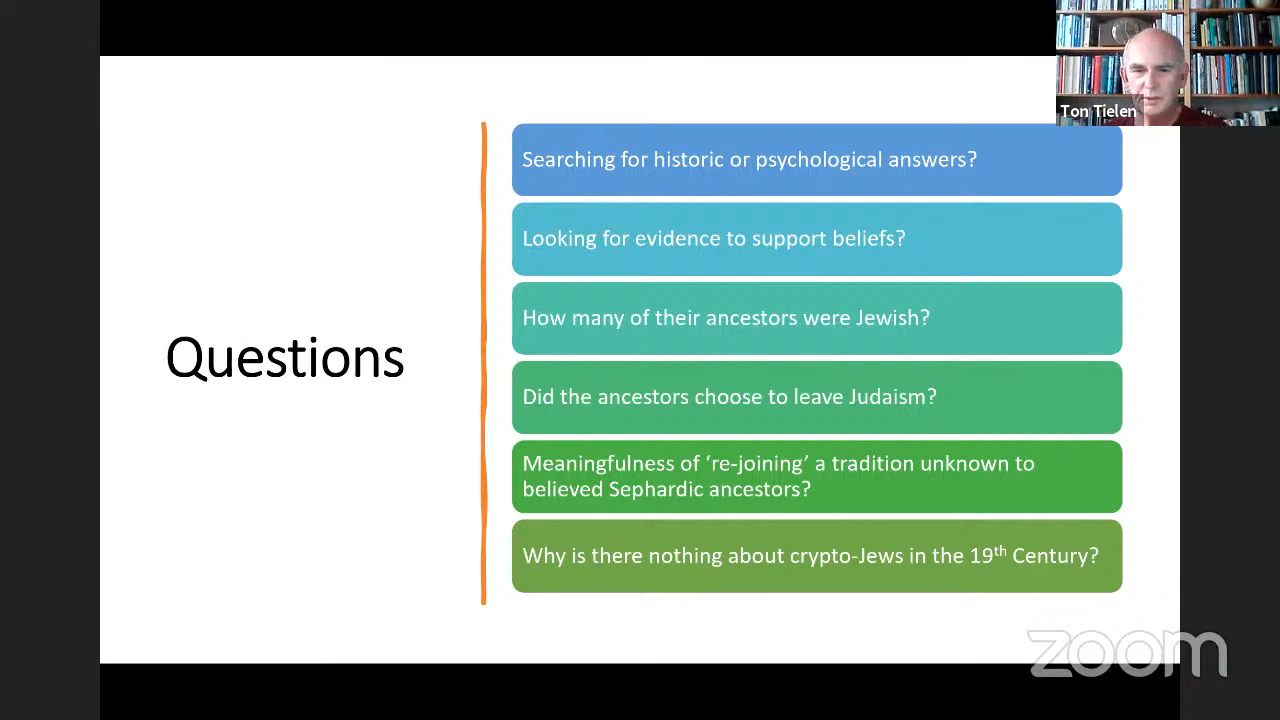 Ton Tielen
Questions
Searching for historic or psychological answers?
Looking for evidence to support beliefs?
How many of their ancestors were Jewish?
Did the ancestors choose to leave Judaism?
Meaningfulness of ‘re-joining’ a tradition unknown to
believed Sephardic ancestors?
Why is there nothing about crypto-Jews in the 19th Century?
zoom